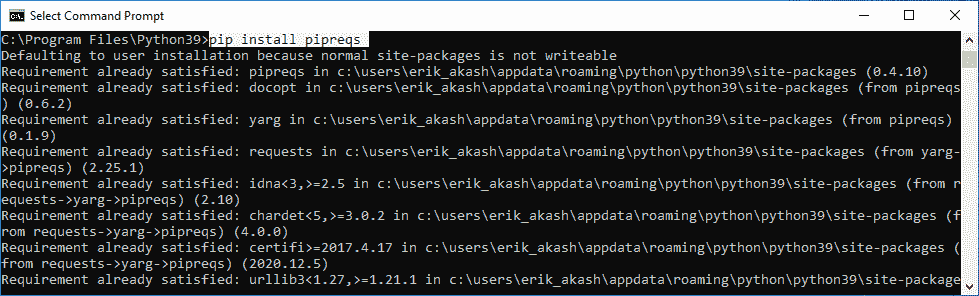 Select Command Prompt
C:\Program Files\Python39>pip install pipreqs
Defaulting to user installation because normal site-packages is not writeable
Requirement already satisfied: pipreqs in c:\users\erik_akash\appdata\roaming\python\python39\site-packages (0.4.10)
Requirement already satisfied: docopt in c:\users\erik_akash\appdata\roaming\python\python39\site-packages (from pipreqs
) (0.6.2)
Requirement already satisfied: yarg in c:\users\erik_akash\appdata\roaming\python\python39\site-packages (from pipreqs)
(0.1.9)
Requirement already satisfied: requests in c:\users\erik_akash\appdata\roaming\python\python39\site-packages (from yarg-
>pipreqs) (2.25.1)
Requirement already satisfied: idna<3,>=2.5 in c:\users\erik_akash\appdata\roaming\python\python39\site-packages (from r
equests->yarg->pipreqs) (2.10)
Requirement already satisfied: chardet<5,>=3.0.2 in c:\users\erik_akash\appdata\roaming\python\python39\site-packages (f
rom requests->yarg->pipreqs) (4.0.0)
Requirement already satisfied: certifi>=2017.4.17 in c:\users\erik_akash\appdata\roaming\python\python39\site-packages (
from requests->yarg->pipreqs) (2020.12.5)
Requirement already satisfied: urllib3<1.27,>=1.21.1 in c:\users\erik_akash\appdata\roaming\python\python39\site-package